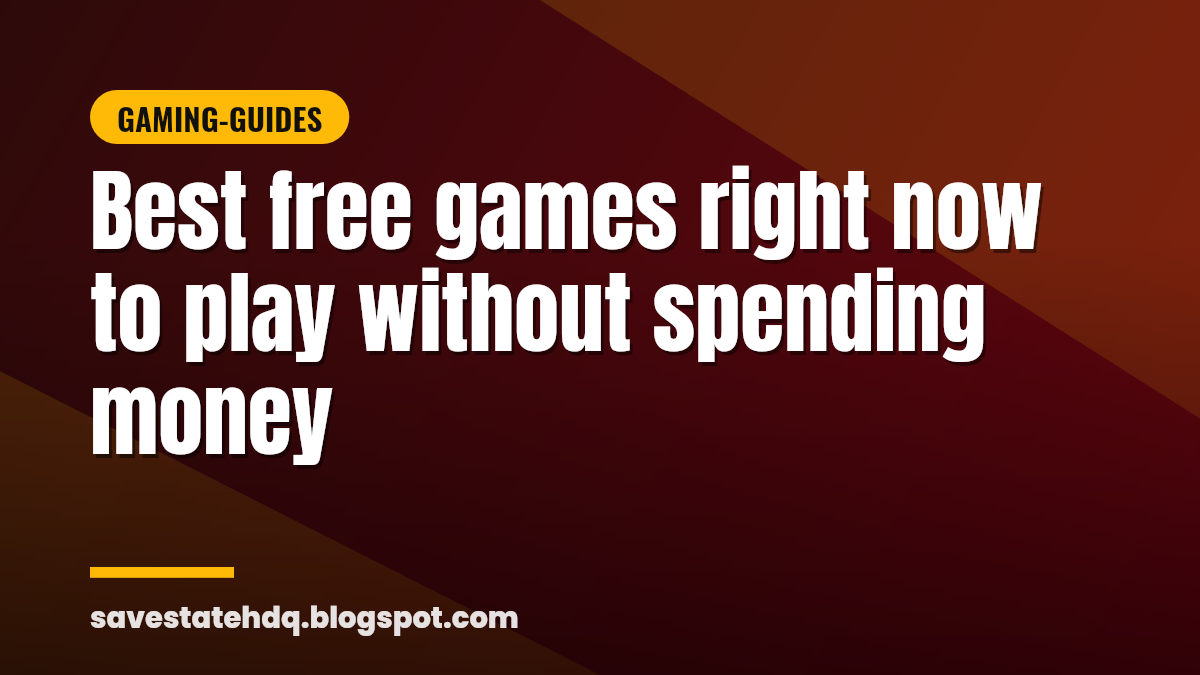 GAMING-GUIDES
Best free games right now
to play without spending
money
savestatehdq.blogspot.com